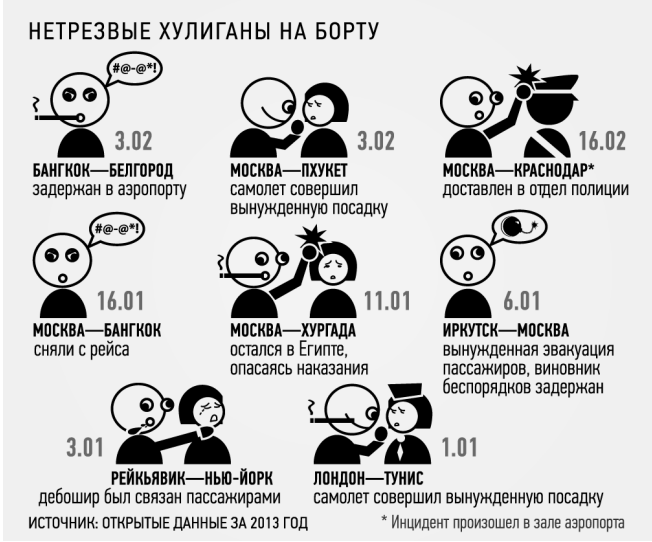 НЕТРЕЗВЫЕ ХУЛИГАНЫ НА БОРТУ
#@-@*!
3.02
БАНГКОК—БЕЛГОРОД
задержан в аэропорту
3.02
МОСКВА—ПХУКЕТ
самолет совершил
вынужденную посадку
16.02
МОСКВА—КРАСНОДАР*
доставлен в отдел полиции
#@-@*!
16.01
МОСКВА—БАНГКОК
сняли с рейса
11.01
МОСКВА—ХУРГАДА
остался в Египте,
опасаясь наказания
6.01
ИРКУТСК—МОСКВА
вынужденная эвакуация
пассажиров, виновник
беспорядков задержан
3.01
РЕЙКЬЯВИК—НЬЮ-ЙОРК
дебошир был связан пассажирами
1.01
ЛОНДОН—ТУНИС
самолет совершил вынужденную посадку
ИСТОЧНИК: ОТКРЫТЫЕ ДАННЫЕ ЗА 2013 ГОД
* Инцидент произошел в зале аэропорта